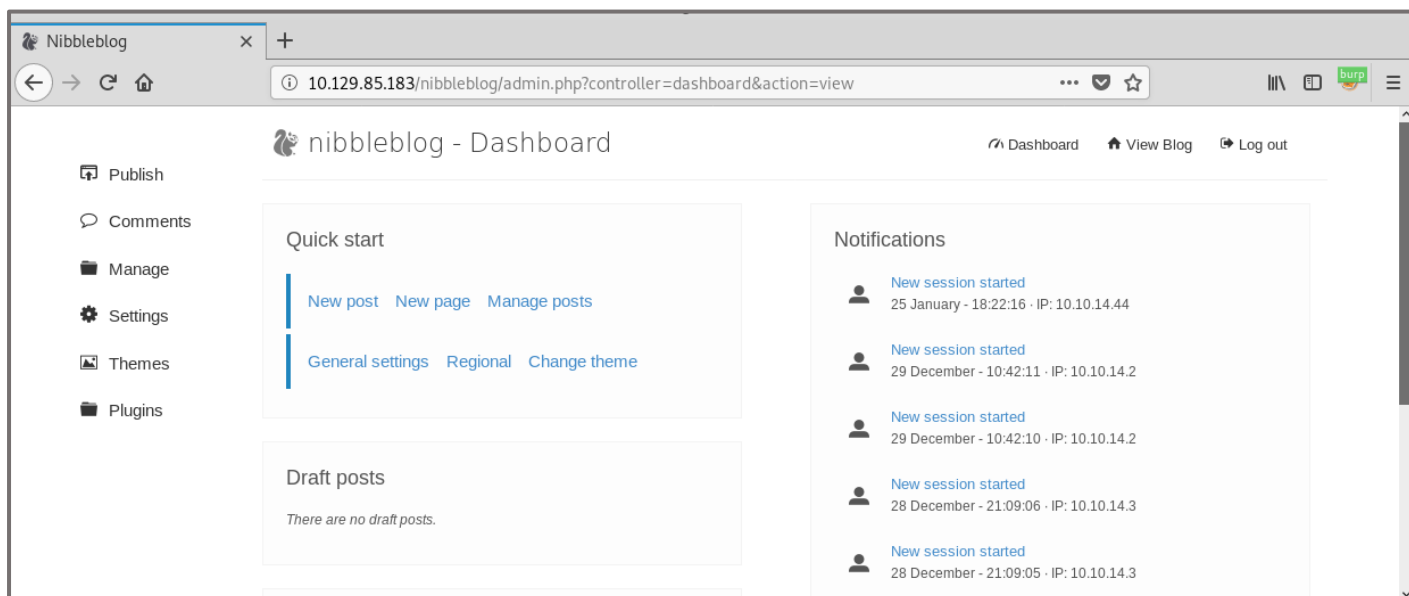 Nibbleblog
10.129.85.183/nibbleblog/admin.php?controller=dashboard&action=view
burp
nibbleblog - Dashboard
Dashboard
View Blog
Log out
Publish
Comments
Manage
Settings
Themes
Plugins
Quick start
New post New page Manage posts
General settings Regional Change theme
Draft posts
There are no draft posts.
Notifications
New session started
25 January - 18:22:16 · IP: 10.10.14.44
New session started
29 December - 10:42:11 · IP: 10.10.14.2
New session started
29 December - 10:42:10 · IP: 10.10.14.2
New session started
28 December - 21:09:06 · IP: 10.10.14.3
New session started
28 December - 21:09:05 · IP: 10.10.14.3